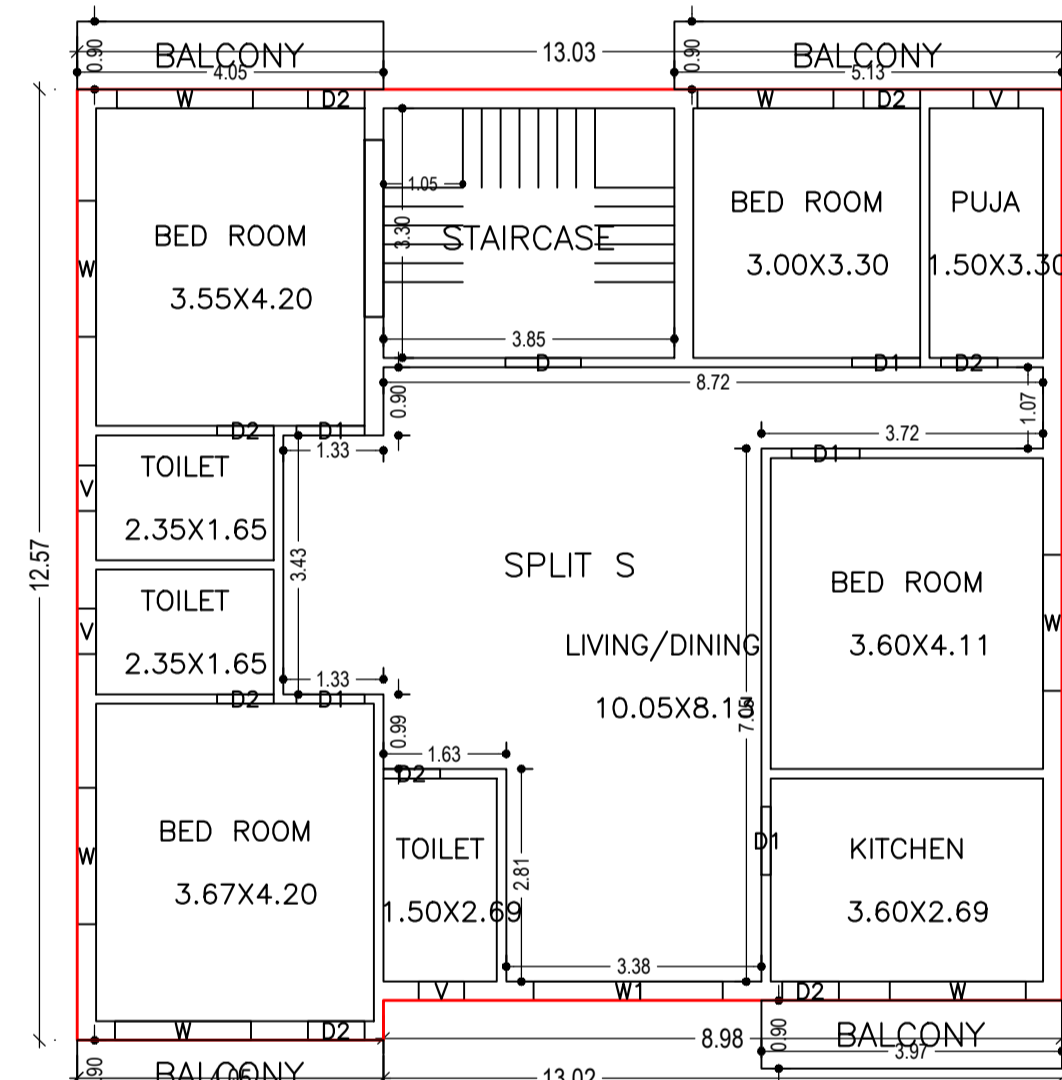 BALCONY
13.03
BALCONY
0.90
4.05
0.90
5.13
W
D2
W
D2
V
1.05
BED ROOM
3.55X4.20
W
STAIRCASE
3.30
BED ROOM
3.00X3.30
PUJA
1.50X3.30
3.85
D
D1
D2
8.72
0.90
1.07
D2
D1
1.33
3.72
D1
TOILET
2.35X1.65
V
12.57
3.43
SPLIT S
TOILET
2.35X1.65
V
BED ROOM
3.60X4.11
W
LIVING/DINING
10.05X8.13
1.33
D2
D1
0.99
1.63
D2
BED ROOM
3.67X4.20
W
TOILET
1.50X2.69
2.81
D1
KITCHEN
3.60X2.69
3.38
V
W1
D2
W
W
D2
8.98
0.90
BALCONY
3.97
BALCONY
13.02